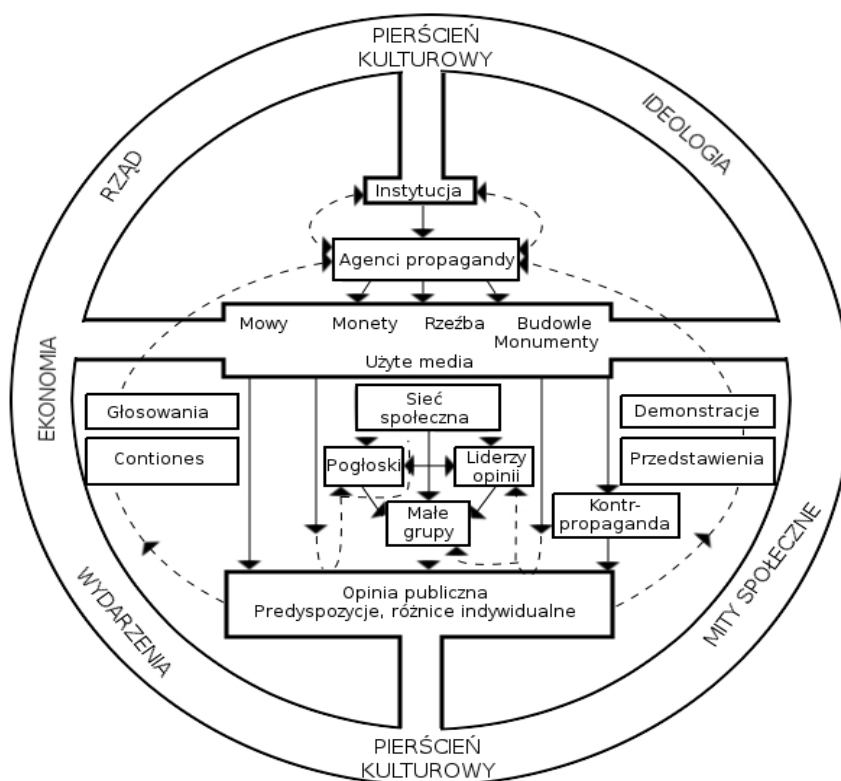 PIERŚCIEŃ
KULTUROWY
RZĄD
IDEOLOGIA
Instytucja
Agenci propagandy
Mowy Monety Rzeźba Budowle
Monumenty
Użyte media
EKONOMIA
Głosowania
Contiones
Sieć
społeczna
Pogłoski
Liderzy
opinii
Małe
grupy
Demonstracje
Przedstawienia
Kontr-
propaganda
WYDARZENIA
MITY SPOŁECZNE
Opinia publiczna
Predyspozycje, różnice indywidualne
PIERŚCIEŃ
KULTUROWY